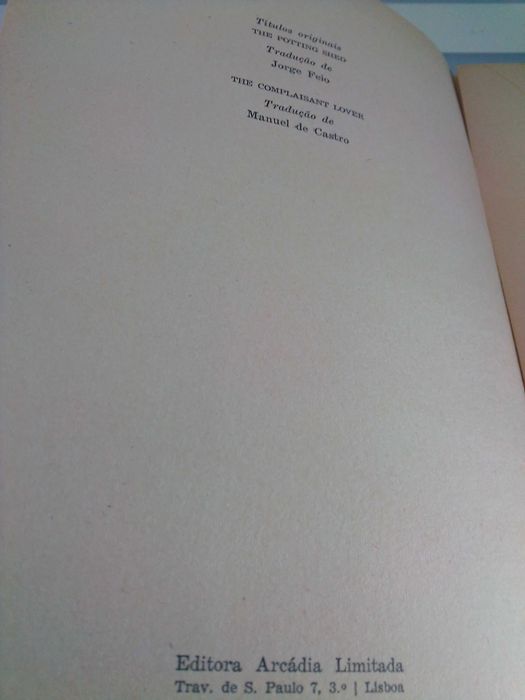 Títulos originais
THE POTTING SHED
Tradução de
Jorge Feio
THE COMPLAISANT LOVER
Tradução de
Manuel de Castro
Editora Arcádia Limitada
Trav. de S. Paulo 7, 3.º | Lisboa